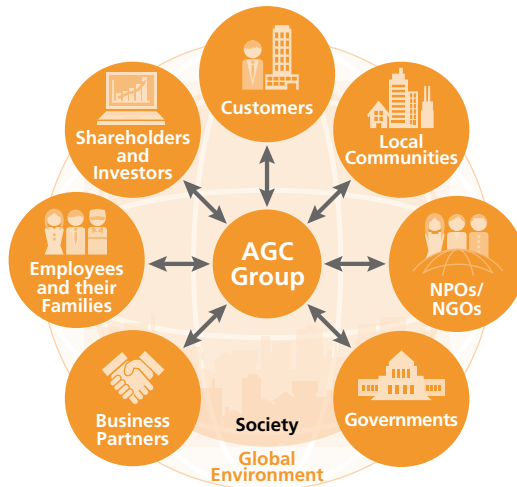 Customers
Shareholders
and
Investors
Local
Communities
AGC
Group
Employees
and their
Families
NPOs/
NGOs
Business
Partners
Governments
Society
Global
Environment